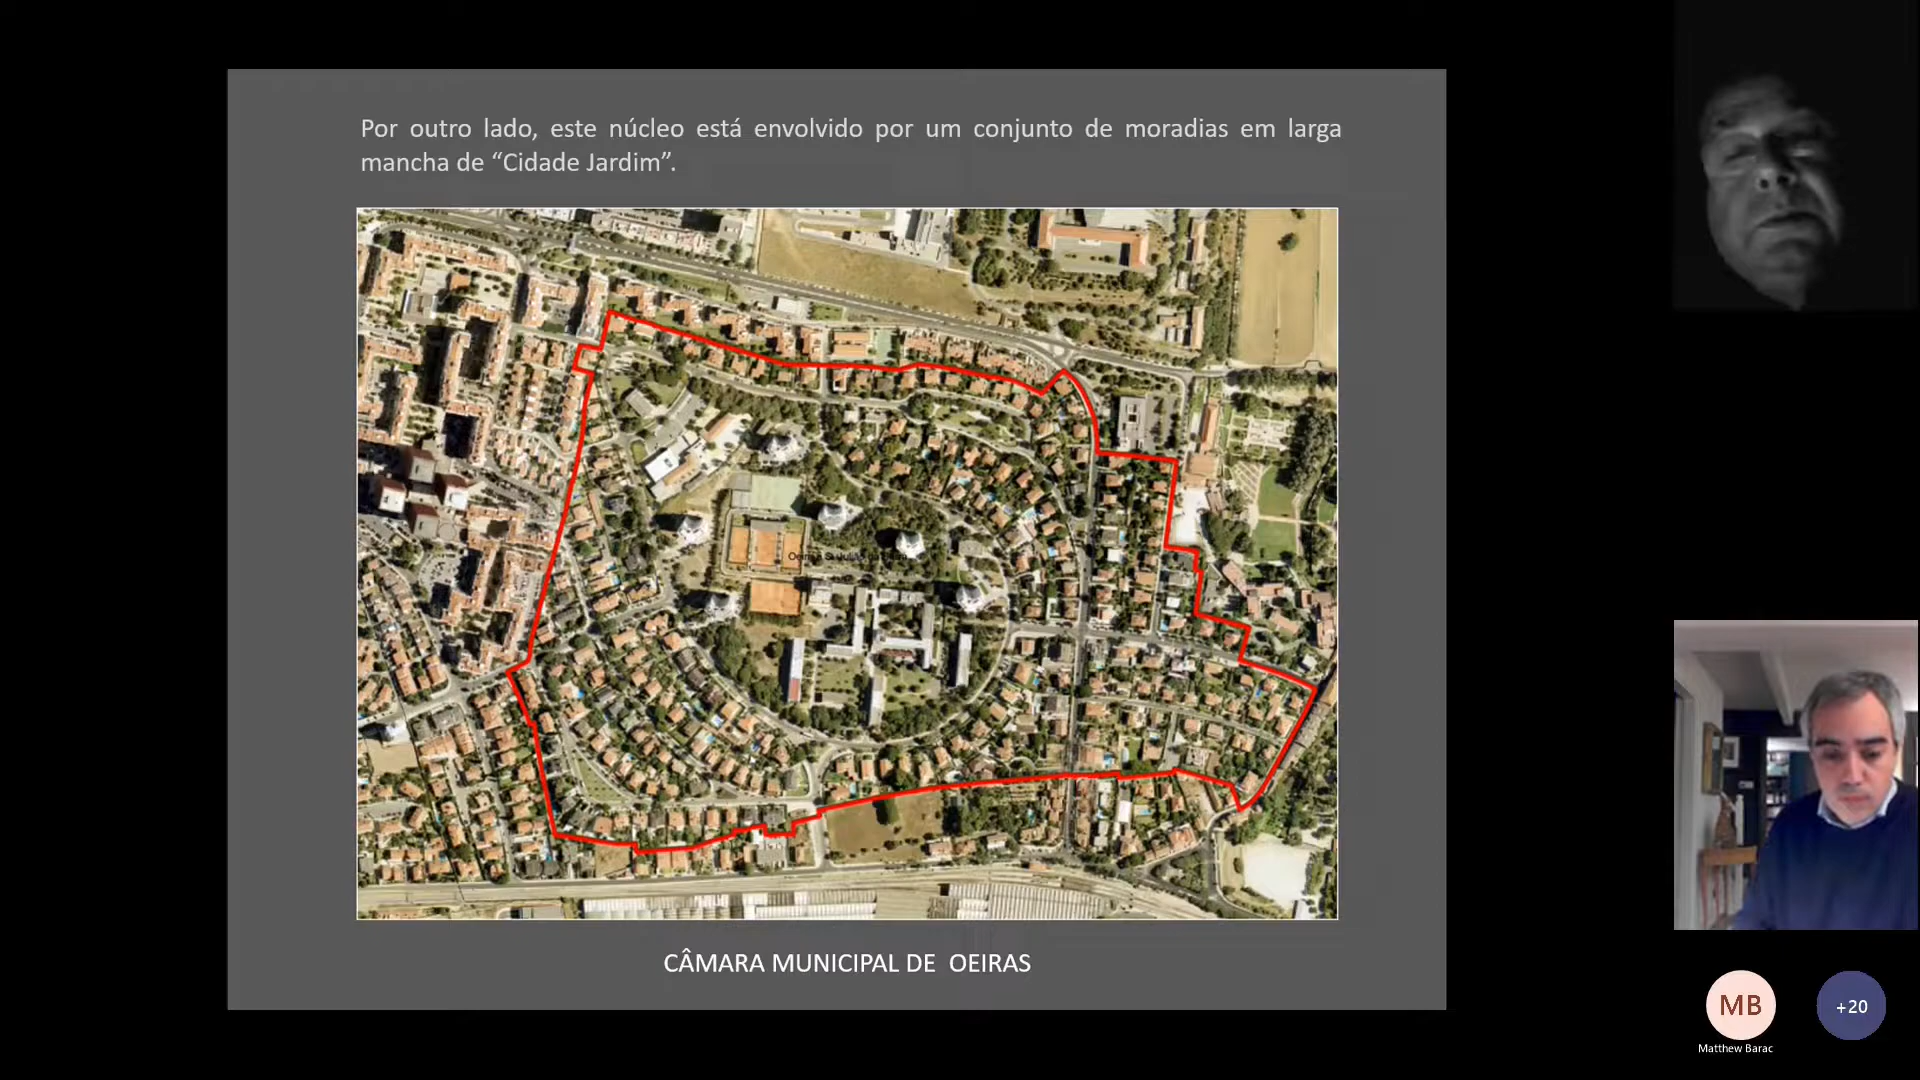 Por outro lado, este núcleo está envolvido por um conjunto de moradias em larga
mancha de “Cidade Jardim”.
CÂMARA MUNICIPAL DE OEIRAS
MB
+20
Matthew Barac